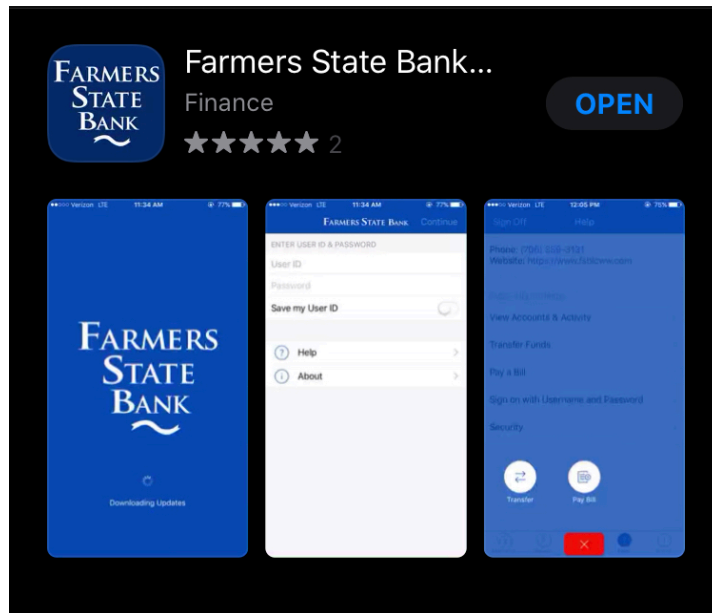 FARMERS
STATE
BANK
Farmers State Bank...
Finance
2
OPEN
Verizon LTE 11:34 AM 77%
FARMERS
STATE
BANK
Downloading Updates
Verizon LTE 11:34 AM 77%
FARMERS STATE BANK Continue
ENTER USER ID & PASSWORD
User ID
Password
Save my User ID
Help
About
Verizon LTE 12:05 PM 76%
Sign Off Help
Phone:
Website:
View Accounts & Activity
Transfer Funds
Pay a Bill
Sign on with Username and Password
Security
Transfer
Pay Bill